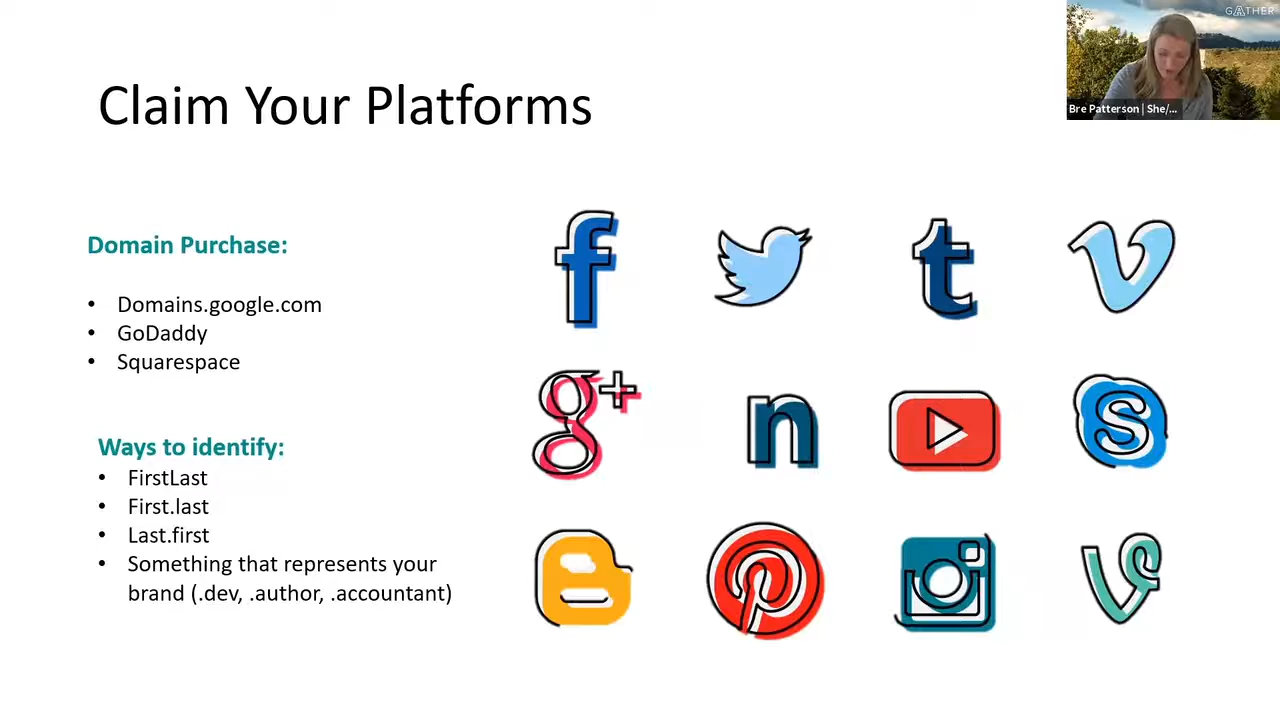 GATHER
Bre Patterson | She/...
Claim Your Platforms
Domain Purchase:
• Domains.google.com
• GoDaddy
• Squarespace
Ways to identify:
• FirstLast
• First.last
• Last.first
• Something that represents your
brand (.dev, .author, .accountant)
f
t
v
g+
n
S
B